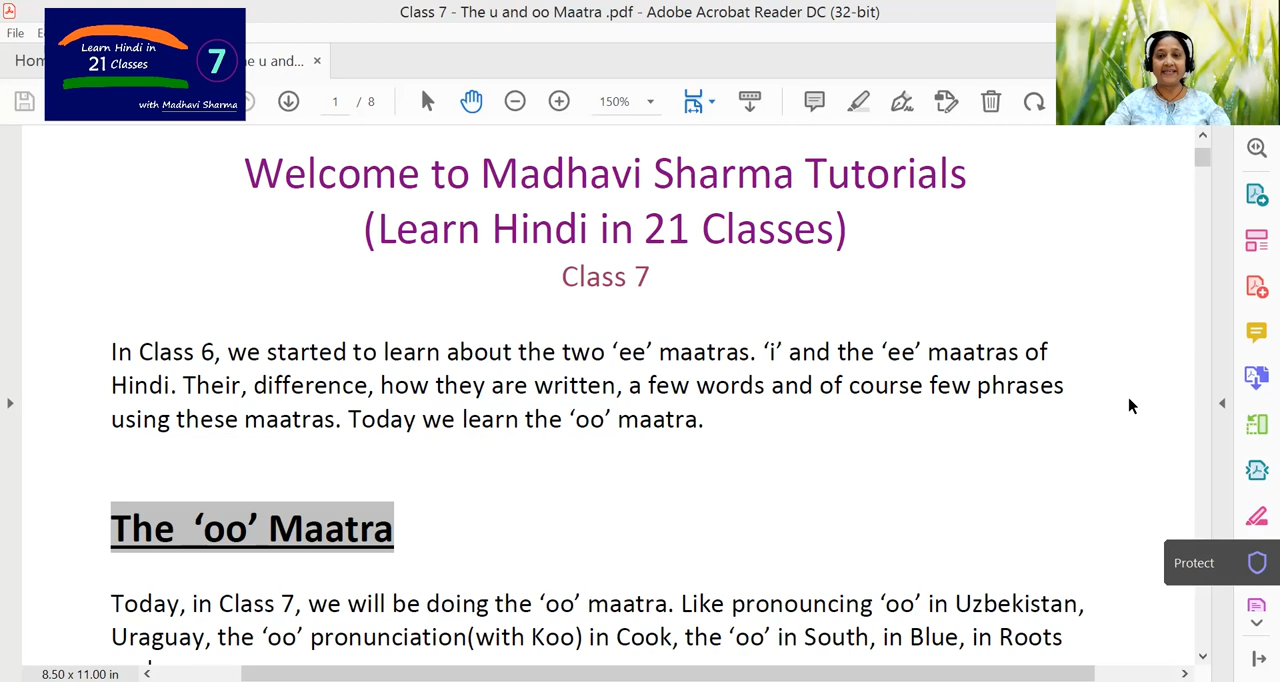 Class 7 - The u and oo Maatra .pdf - Adobe Acrobat Reader DC (32-bit)
File
Learn Hindi in
21 Classes
7
with Madhavi Sharma
e u and...
1 / 8
150%
Welcome to Madhavi Sharma Tutorials
(Learn Hindi in 21 Classes)
Class 7
In Class 6, we started to learn about the two ‘ee’ maatras. ‘i’ and the ‘ee’ maatras of
Hindi. Their, difference, how they are written, a few words and of course few phrases
using these maatras. Today we learn the ‘oo’ maatra.
The ‘oo’ Maatra
Protect
Today, in Class 7, we will be doing the ‘oo’ maatra. Like pronouncing ‘oo’ in Uzbekistan,
Uraguay, the ‘oo’ pronunciation(with Koo) in Cook, the ‘oo’ in South, in Blue, in Roots
8.50 x 11.00 in